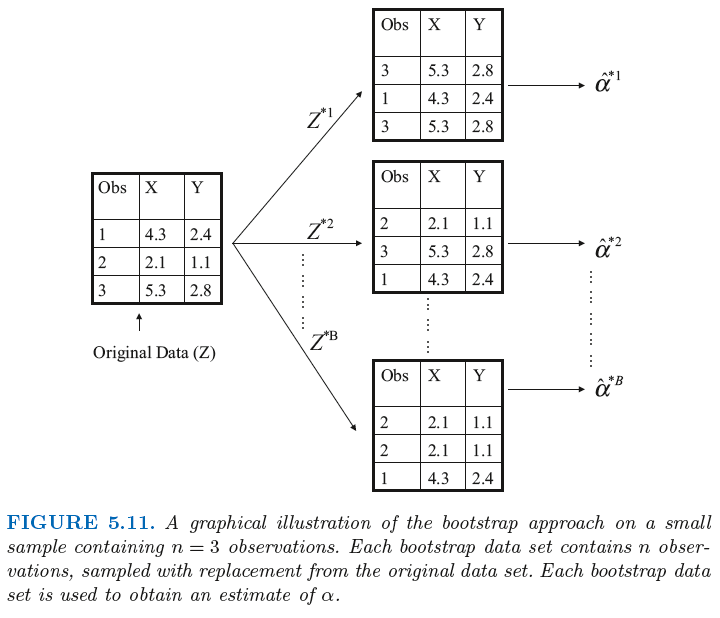 Obs X Y
3 5.3 2.8
1 4.3 2.4
3 5.3 2.8
Z*1
α̂*1
Obs X Y
1 4.3 2.4
2 2.1 1.1
3 5.3 2.8
Original Data (Z)
Z*2
Obs X Y
2 2.1 1.1
3 5.3 2.8
1 4.3 2.4
α̂*2
Z*B
Obs X Y
2 2.1 1.1
2 2.1 1.1
1 4.3 2.4
α̂*B
FIGURE 5.11. A graphical illustration of the bootstrap approach on a small
sample containing n = 3 observations. Each bootstrap data set contains n obser-
vations, sampled with replacement from the original data set. Each bootstrap data
set is used to obtain an estimate of α.